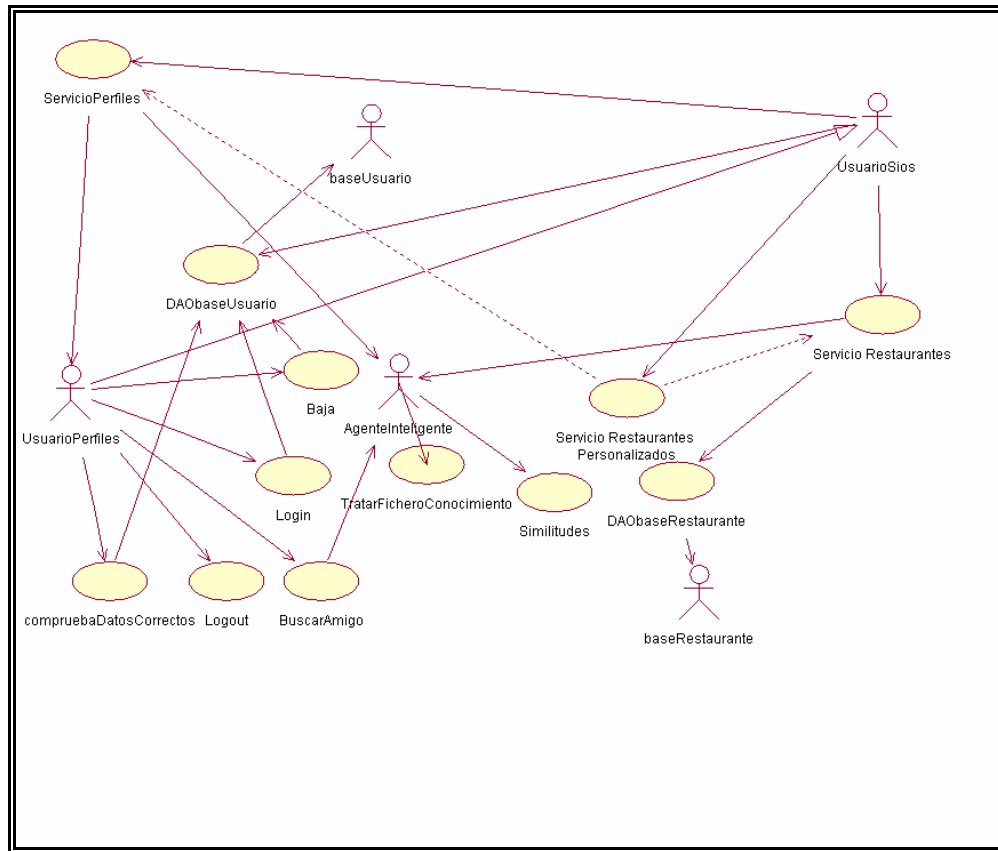 ServicioPerfiles
baseUsuario
UsuarioSios
DAObaseUsuario
Servicio Restaurantes
Baja
AgenteInteligente
UsuarioPerfiles
Servicio Restaurantes
Personalizados
TratarFicheroConocimiento
Login
Similitudes
DAObaseRestaurante
compruebaDatosCorrectos
Logout
BuscarAmigo
baseRestaurante